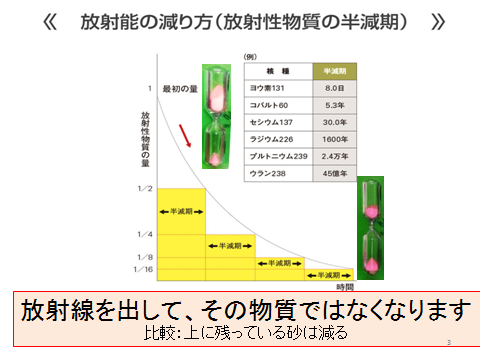 《 放射能の減り方(放射性物質の半減期) 》
(例)
核種 半減期
ヨウ素131 8.0日
コバルト60 5.3年
セシウム137 30.0年
ラジウム226 1600年
プルトニウム239 2.4万年
ウラン238 45億年
最初の量
放射性物質の量
1
1/2
1/4
1/8
1/16
半減期
半減期
半減期
半減期
時間
放射線を出して、その物質ではなくなります
比較:上に残っている砂は減る
3